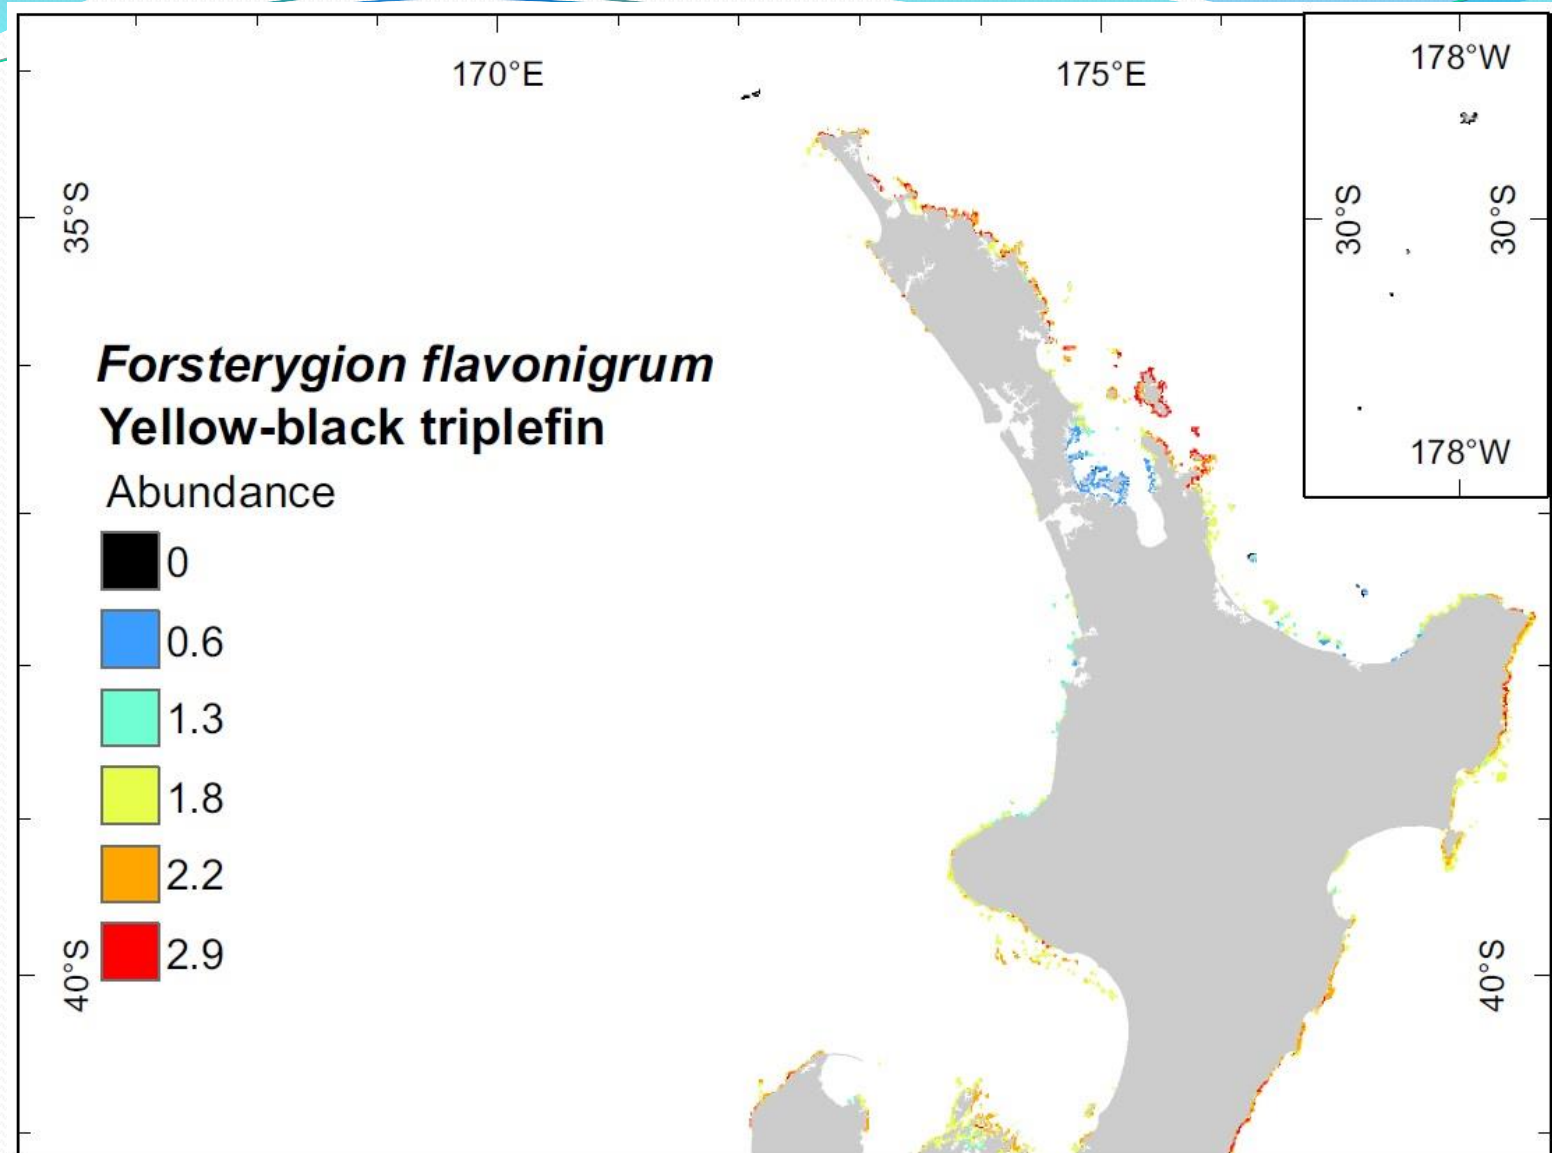 170°E
175°E
178°W
35°S
30°S
30°S
Forsterygion flavonigrum
Yellow-black triplefin
178°W
Abundance
0
0.6
1.3
1.8
2.2
2.9
40°S
40°S